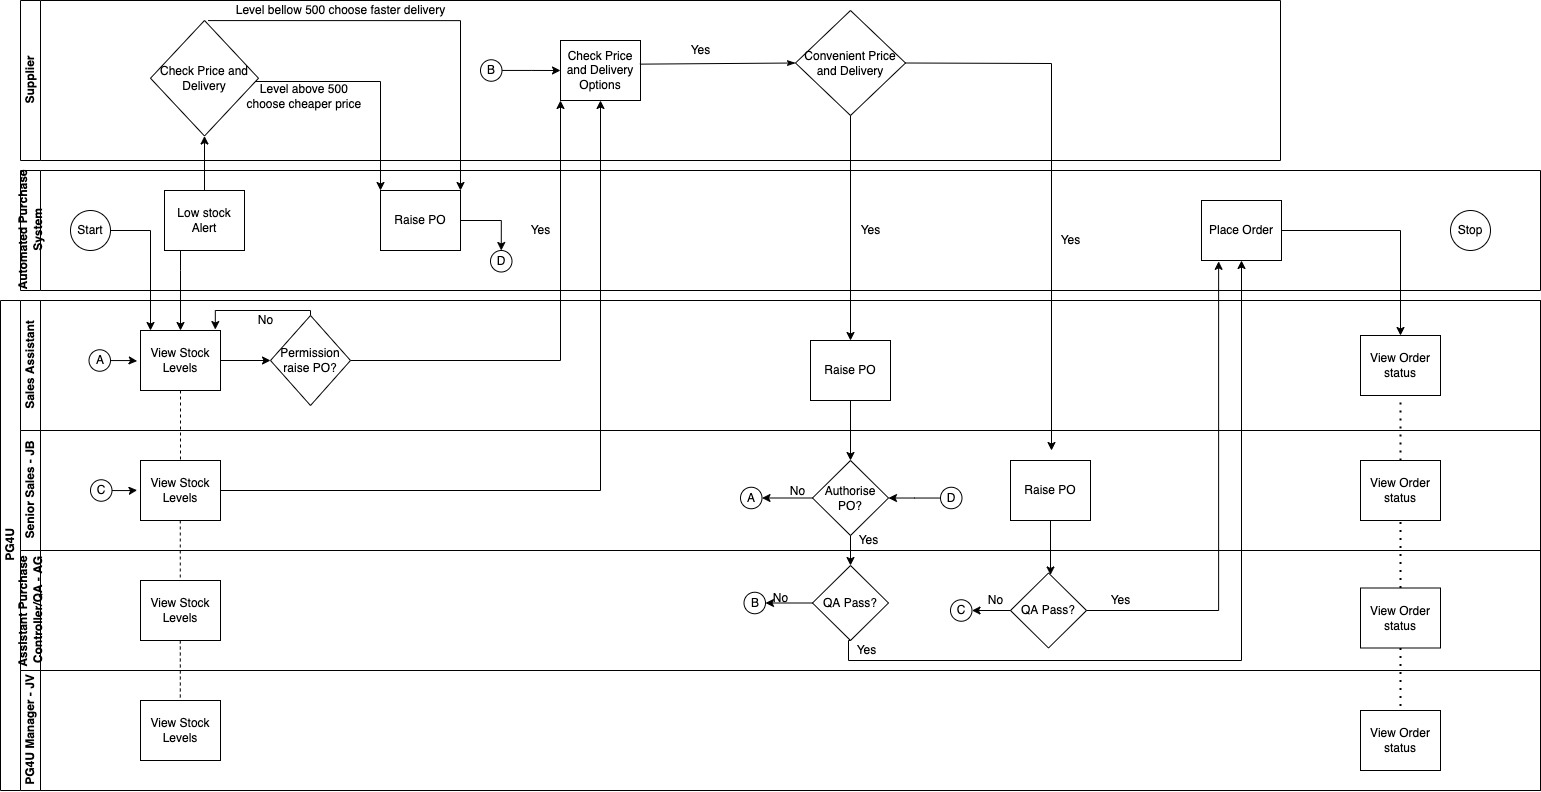 Supplier
Level bellow 500 choose faster delivery
Check Price and
Delivery
Level above 500
choose cheaper price
B
Check Price
and Delivery
Options
Yes
Convenient Price
and Delivery
Automated Purchase
System
Start
Low stock
Alert
Raise PO
D
Yes
Yes
Yes
Place Order
Stop
PG4U
Sales Assistant
A
View Stock
Levels
No
Permission
raise PO?
Raise PO
View Order
status
Senior Sales - JB
C
View Stock
Levels
A
No
Authorise
PO?
D
Yes
Raise PO
View Order
status
Assistant Purchase
Controller/QA - AG
View Stock
Levels
B
No
QA Pass?
Yes
C
No
QA Pass?
Yes
View Order
status
PG4U Manager - JV
View Stock
Levels
View Order
status